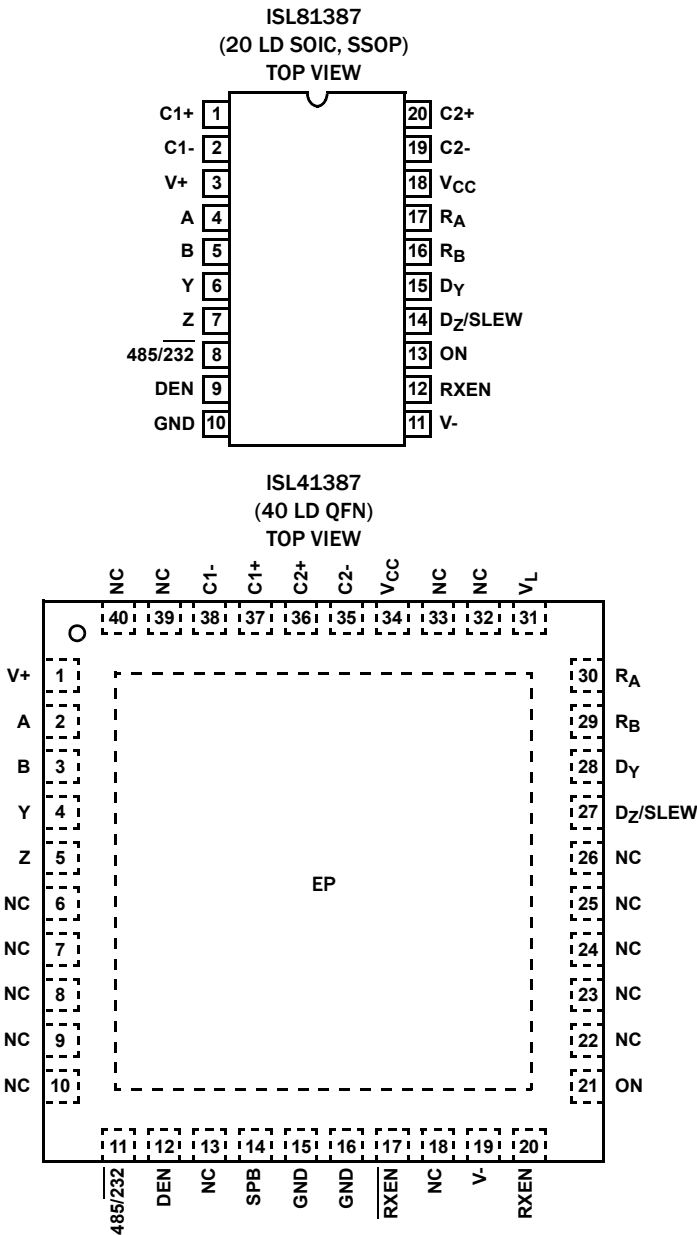 ISL81387
(20 LD SOIC, SSOP)
TOP VIEW
C1+ 1 20 C2+
C1- 2 19 C2-
V+ 3 18 VCC
A 4 17 RA
B 5 16 RB
Y 6 15 DY
Z 7 14 DZ/SLEW
485/232 8 13 ON
DEN 9 12 RXEN
GND 10 11 V-
ISL41387
(40 LD QFN)
TOP VIEW
NC NC C1- C1+ C2+ C2- VCC NC NC VL
40 39 38 37 36 35 34 33 32 31
V+ 1 30 RA
A 2 29 RB
B 3 28 DY
Y 4 27 DZ/SLEW
Z 5 26 NC
EP
NC 6 25 NC
NC 7 24 NC
NC 8 23 NC
NC 9 22 NC
NC 10 21 ON
11 12 13 14 15 16 17 18 19 20
485/232 DEN NC SPB GND GND RXEN NC V- RXEN